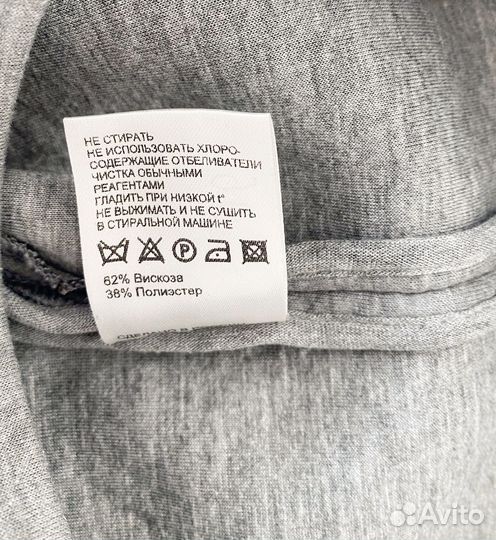 НЕ СТИРАТЬ
НЕ ИСПОЛЬЗОВАТЬ ХЛОРО-
СОДЕРЖАЩИЕ ОТБЕЛИВАТЕЛИ
ЧИСТКА ОБЫЧНЫМИ
РЕАГЕНТАМИ
ГЛАДИТЬ ПРИ НИЗКОЙ t°
НЕ ВЫЖИМАТЬ И НЕ СУШИТЬ
В СТИРАЛЬНОЙ МАШИНЕ
P
62% Вискоза
38% Полиэстер
СДЕЛАНО В
Avito